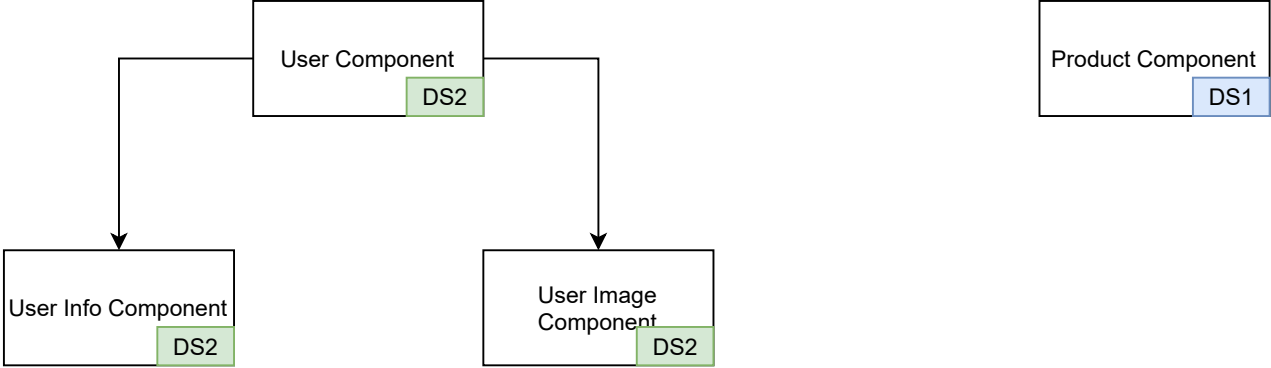 User Component
DS2
Product Component
DS1
User Info Component
DS2
User Image
Component
DS2